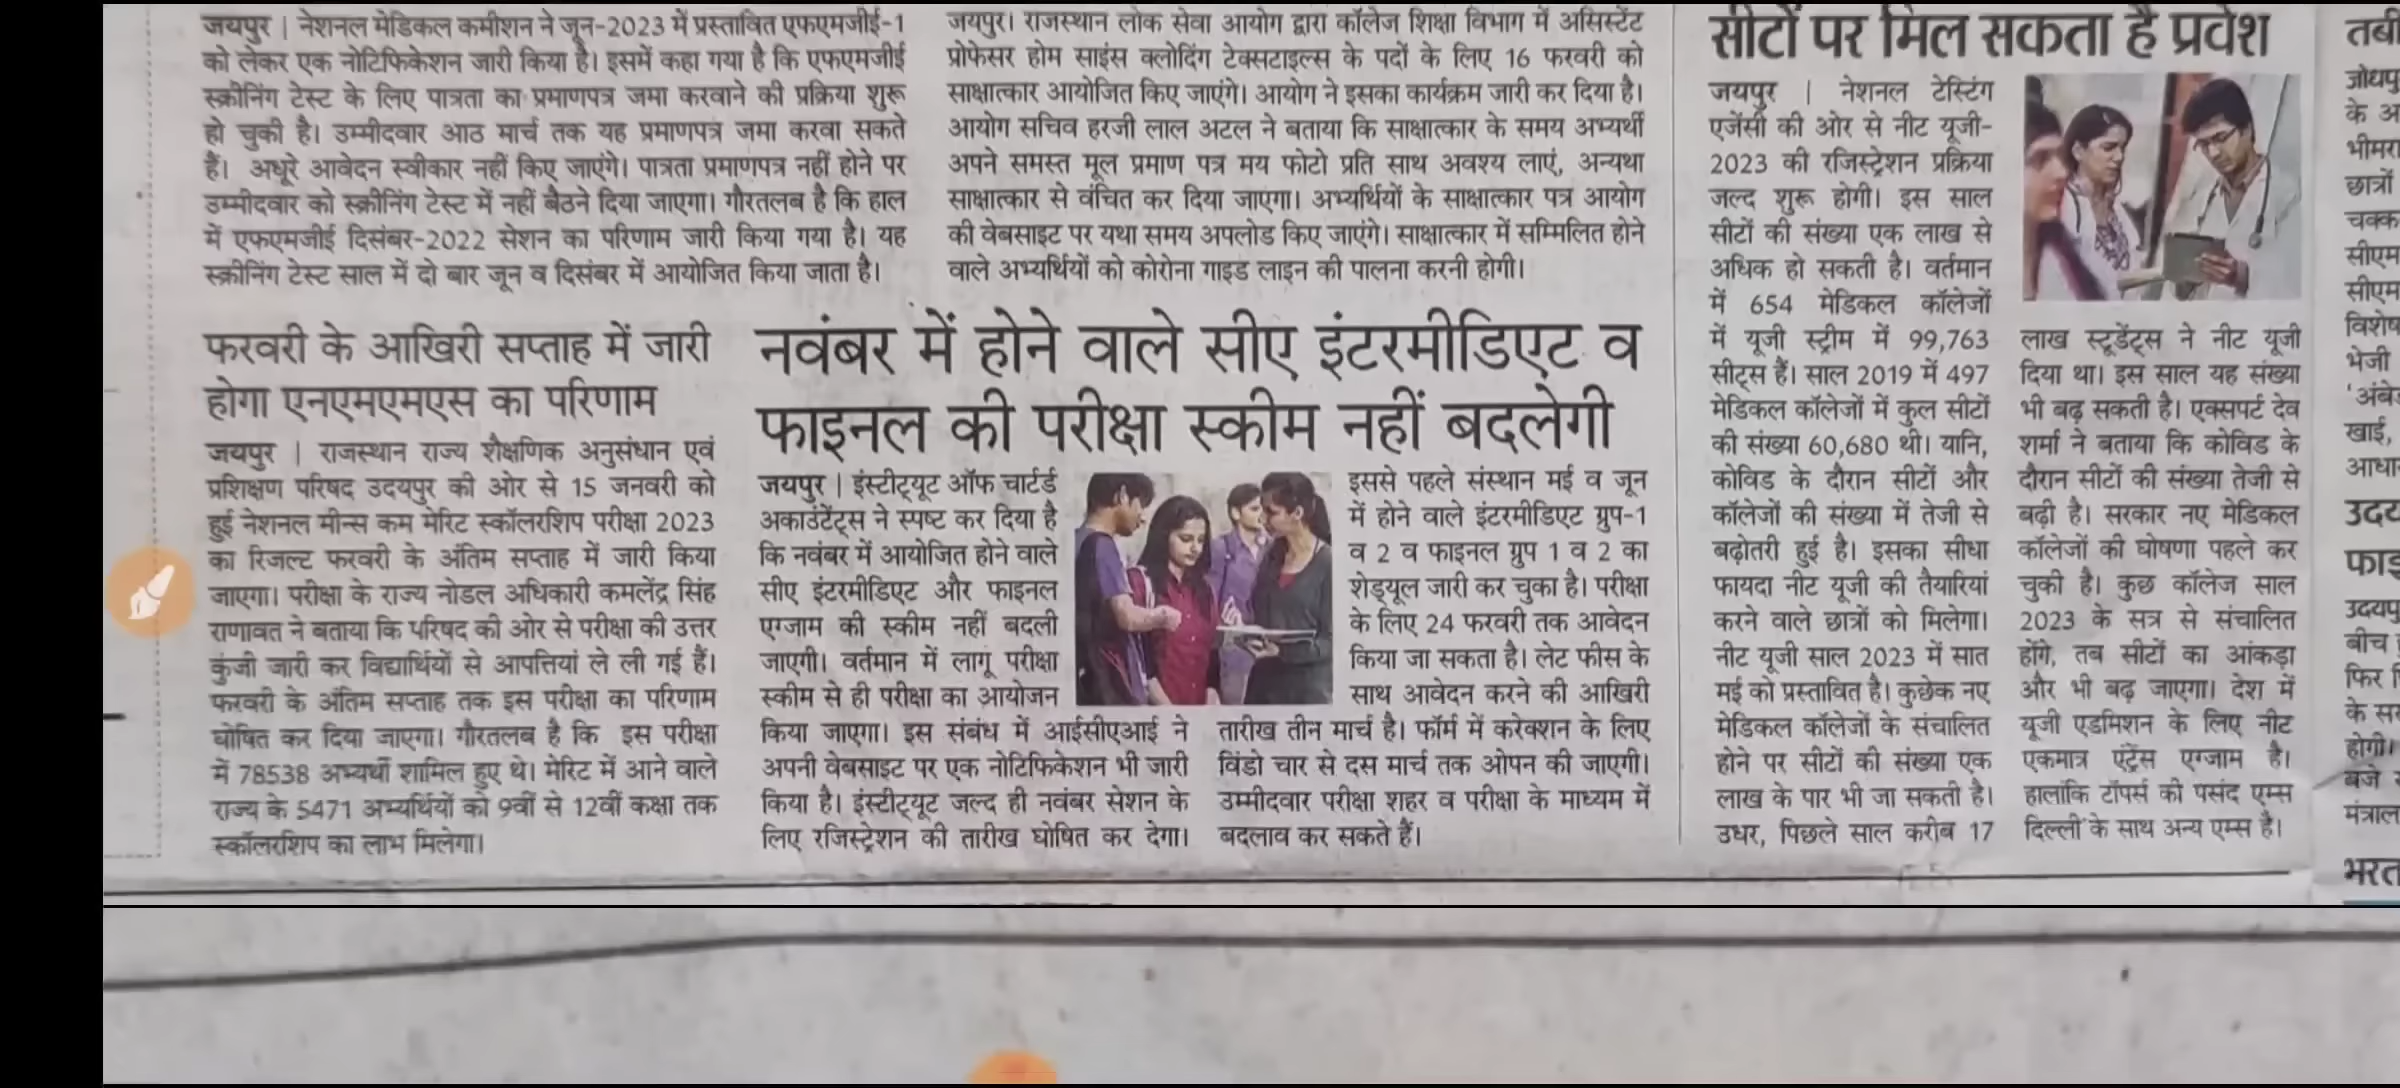 जयपुर | नेशनल मेडिकल कमीशन ने जून-2023 में प्रस्तावित एफएमजीई-1
को लेकर एक नोटिफिकेशन जारी किया है। इसमें कहा गया है कि एफएमजीई
स्क्रीनिंग टेस्ट के लिए पात्रता का प्रमाणपत्र जमा करवाने की प्रक्रिया शुरू
हो चुकी है। उम्मीदवार आठ मार्च तक यह प्रमाणपत्र जमा करवा सकते
हैं। अधूरे आवेदन स्वीकार नहीं किए जाएंगे। पात्रता प्रमाणपत्र नहीं होने पर
उम्मीदवार को स्क्रीनिंग टेस्ट में नहीं बैठने दिया जाएगा। गौरतलब है कि हाल
में एफएमजीई दिसंबर-2022 सेशन का परिणाम जारी किया गया है। यह
स्क्रीनिंग टेस्ट साल में दो बार जून व दिसंबर में आयोजित किया जाता है।
जयपुर। राजस्थान लोक सेवा आयोग द्वारा कॉलेज शिक्षा विभाग में असिस्टेंट
प्रोफेसर होम साइंस क्लोदिंग टेक्सटाइल्स के पदों के लिए 16 फरवरी को
साक्षात्कार आयोजित किए जाएंगे। आयोग ने इसका कार्यक्रम जारी कर दिया है।
आयोग सचिव हरजी लाल अटल ने बताया कि साक्षात्कार के समय अभ्यर्थी
अपने समस्त मूल प्रमाण पत्र मय फोटो प्रति साथ अवश्य लाएं, अन्यथा
साक्षात्कार से वंचित कर दिया जाएगा। अभ्यर्थियों के साक्षात्कार पत्र आयोग
की वेबसाइट पर यथा समय अपलोड किए जाएंगे। साक्षात्कार में सम्मिलित होने
वाले अभ्यर्थियों को कोरोना गाइड लाइन की पालना करनी होगी।
फरवरी के आखिरी सप्ताह में जारी
होगा एनएमएमएस का परिणाम
जयपुर | राजस्थान राज्य शैक्षणिक अनुसंधान एवं
प्रशिक्षण परिषद उदयपुर की ओर से 15 जनवरी को
हुई नेशनल मीन्स कम मेरिट स्कॉलरशिप परीक्षा 2023
का रिजल्ट फरवरी के अंतिम सप्ताह में जारी किया
जाएगा। परीक्षा के राज्य नोडल अधिकारी कमलेंद्र सिंह
राणावत ने बताया कि परिषद की ओर से परीक्षा की उत्तर
कुंजी जारी कर विद्यार्थियों से आपत्तियां ले ली गई हैं।
फरवरी के अंतिम सप्ताह तक इस परीक्षा का परिणाम
घोषित कर दिया जाएगा। गौरतलब है कि इस परीक्षा
में 78538 अभ्यर्थी शामिल हुए थे। मेरिट में आने वाले
राज्य के 5471 अभ्यर्थियों को 9वीं से 12वीं कक्षा तक
स्कॉलरशिप का लाभ मिलेगा।
नवंबर में होने वाले सीए इंटरमीडिएट व
फाइनल की परीक्षा स्कीम नहीं बदलेगी
जयपुर | इंस्टीट्यूट ऑफ चार्टर्ड
अकाउंटेंट्स ने स्पष्ट कर दिया है
कि नवंबर में आयोजित होने वाले
सीए इंटरमीडिएट और फाइनल
एग्जाम की स्कीम नहीं बदली
जाएगी। वर्तमान में लागू परीक्षा
स्कीम से ही परीक्षा का आयोजन
किया जाएगा। इस संबंध में आईसीएआई ने
अपनी वेबसाइट पर एक नोटिफिकेशन भी जारी
किया है। इंस्टीट्यूट जल्द ही नवंबर सेशन के
लिए रजिस्ट्रेशन की तारीख घोषित कर देगा।
इससे पहले संस्थान मई व जून
में होने वाले इंटरमीडिएट ग्रुप-1
व 2 व फाइनल ग्रुप 1 व 2 का
शेड्यूल जारी कर चुका है। परीक्षा
के लिए 24 फरवरी तक आवेदन
किया जा सकता है। लेट फीस के
साथ आवेदन करने की आखिरी
तारीख तीन मार्च है। फॉर्म में करेक्शन के लिए
विंडो चार से दस मार्च तक ओपन की जाएगी।
उम्मीदवार परीक्षा शहर व परीक्षा के माध्यम में
बदलाव कर सकते हैं।
सीटों पर मिल सकता है प्रवेश
जयपुर | नेशनल टेस्टिंग
एजेंसी की ओर से नीट यूजी-
2023 की रजिस्ट्रेशन प्रक्रिया
जल्द शुरू होगी। इस साल
सीटों की संख्या एक लाख से
अधिक हो सकती है। वर्तमान
में 654 मेडिकल कॉलेजों
में यूजी स्ट्रीम में 99,763
सीट्स हैं। साल 2019 में 497
मेडिकल कॉलेजों में कुल सीटों
की संख्या 60,680 थी। यानि,
कोविड के दौरान सीटों और
कॉलेजों की संख्या में तेजी से
बढ़ोतरी हुई है। इसका सीधा
फायदा नीट यूजी की तैयारियां
करने वाले छात्रों को मिलेगा।
नीट यूजी साल 2023 में सात
मई को प्रस्तावित है। कुछेक नए
मेडिकल कॉलेजों के संचालित
होने पर सीटों की संख्या एक
लाख के पार भी जा सकती है।
उधर, पिछले साल करीब 17
लाख स्टूडेंट्स ने नीट यूजी
दिया था। इस साल यह संख्या
भी बढ़ सकती है। एक्सपर्ट देव
शर्मा ने बताया कि कोविड के
दौरान सीटों की संख्या तेजी से
बढ़ी है। सरकार नए मेडिकल
कॉलेजों की घोषणा पहले कर
चुकी है। कुछ कॉलेज साल
2023 के सत्र से संचालित
होंगे, तब सीटों का आंकड़ा
और भी बढ़ जाएगा। देश में
यूजी एडमिशन के लिए नीट
एकमात्र एंट्रेंस एग्जाम है।
हालांकि टॉपर्स की पसंद एम्स
दिल्ली के साथ अन्य एम्स है।
के अ
छात्रों
चक्क
सीएम
सीएम
भेजी
खाई,
बीच
होगी।
बजे